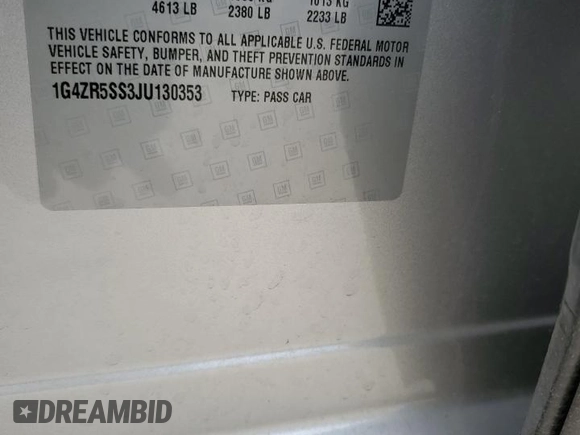 4613 LB 2380 LB 2233 LB
THIS VEHICLE CONFORMS TO ALL APPLICABLE U.S. FEDERAL MOTOR
VEHICLE SAFETY, BUMPER, AND THEFT PREVENTION STANDARDS IN
EFFECT ON THE DATE OF MANUFACTURE SHOWN ABOVE.
1G4ZR5SS3JU130353 TYPE: PASS CAR
DREAMBID